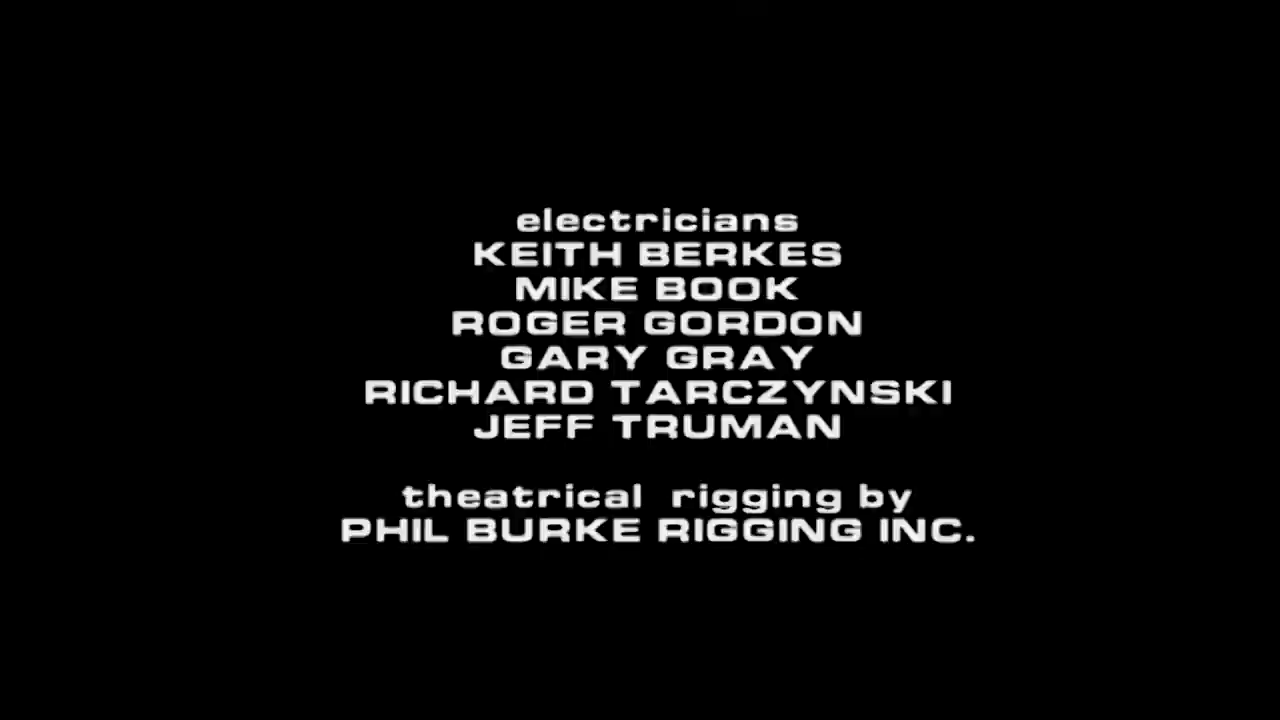 electricians
KEITH BERKES
MIKE BOOK
ROGER GORDON
GARY GRAY
RICHARD TARCZYNSKI
JEFF TRUMAN
theatrical rigging by
PHIL BURKE RIGGING INC.